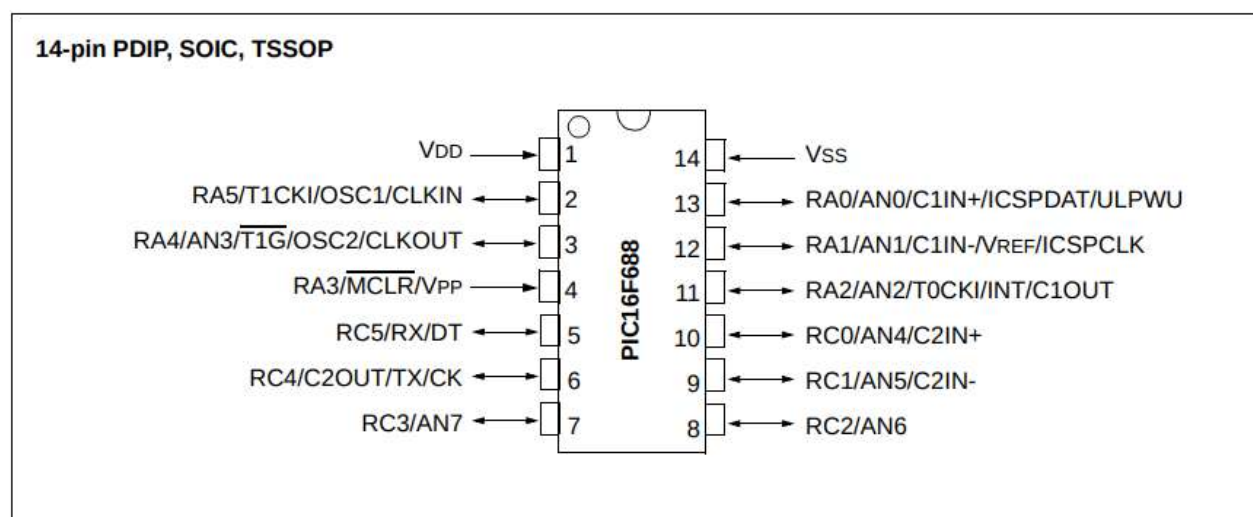 14-pin PDIP, SOIC, TSSOP
VDD 1 14 VSS
RA5/T1CKI/OSC1/CLKIN 2 13 RA0/AN0/C1IN+/ICSPDAT/ULPWU
RA4/AN3/T1G/OSC2/CLKOUT 3 12 RA1/AN1/C1IN-/VREF/ICSPCLK
RA3/MCLR/VPP 4 11 RA2/AN2/T0CKI/INT/C1OUT
RC5/RX/DT 5 10 RC0/AN4/C2IN+
RC4/C2OUT/TX/CK 6 9 RC1/AN5/C2IN-
RC3/AN7 7 8 RC2/AN6
PIC16F688